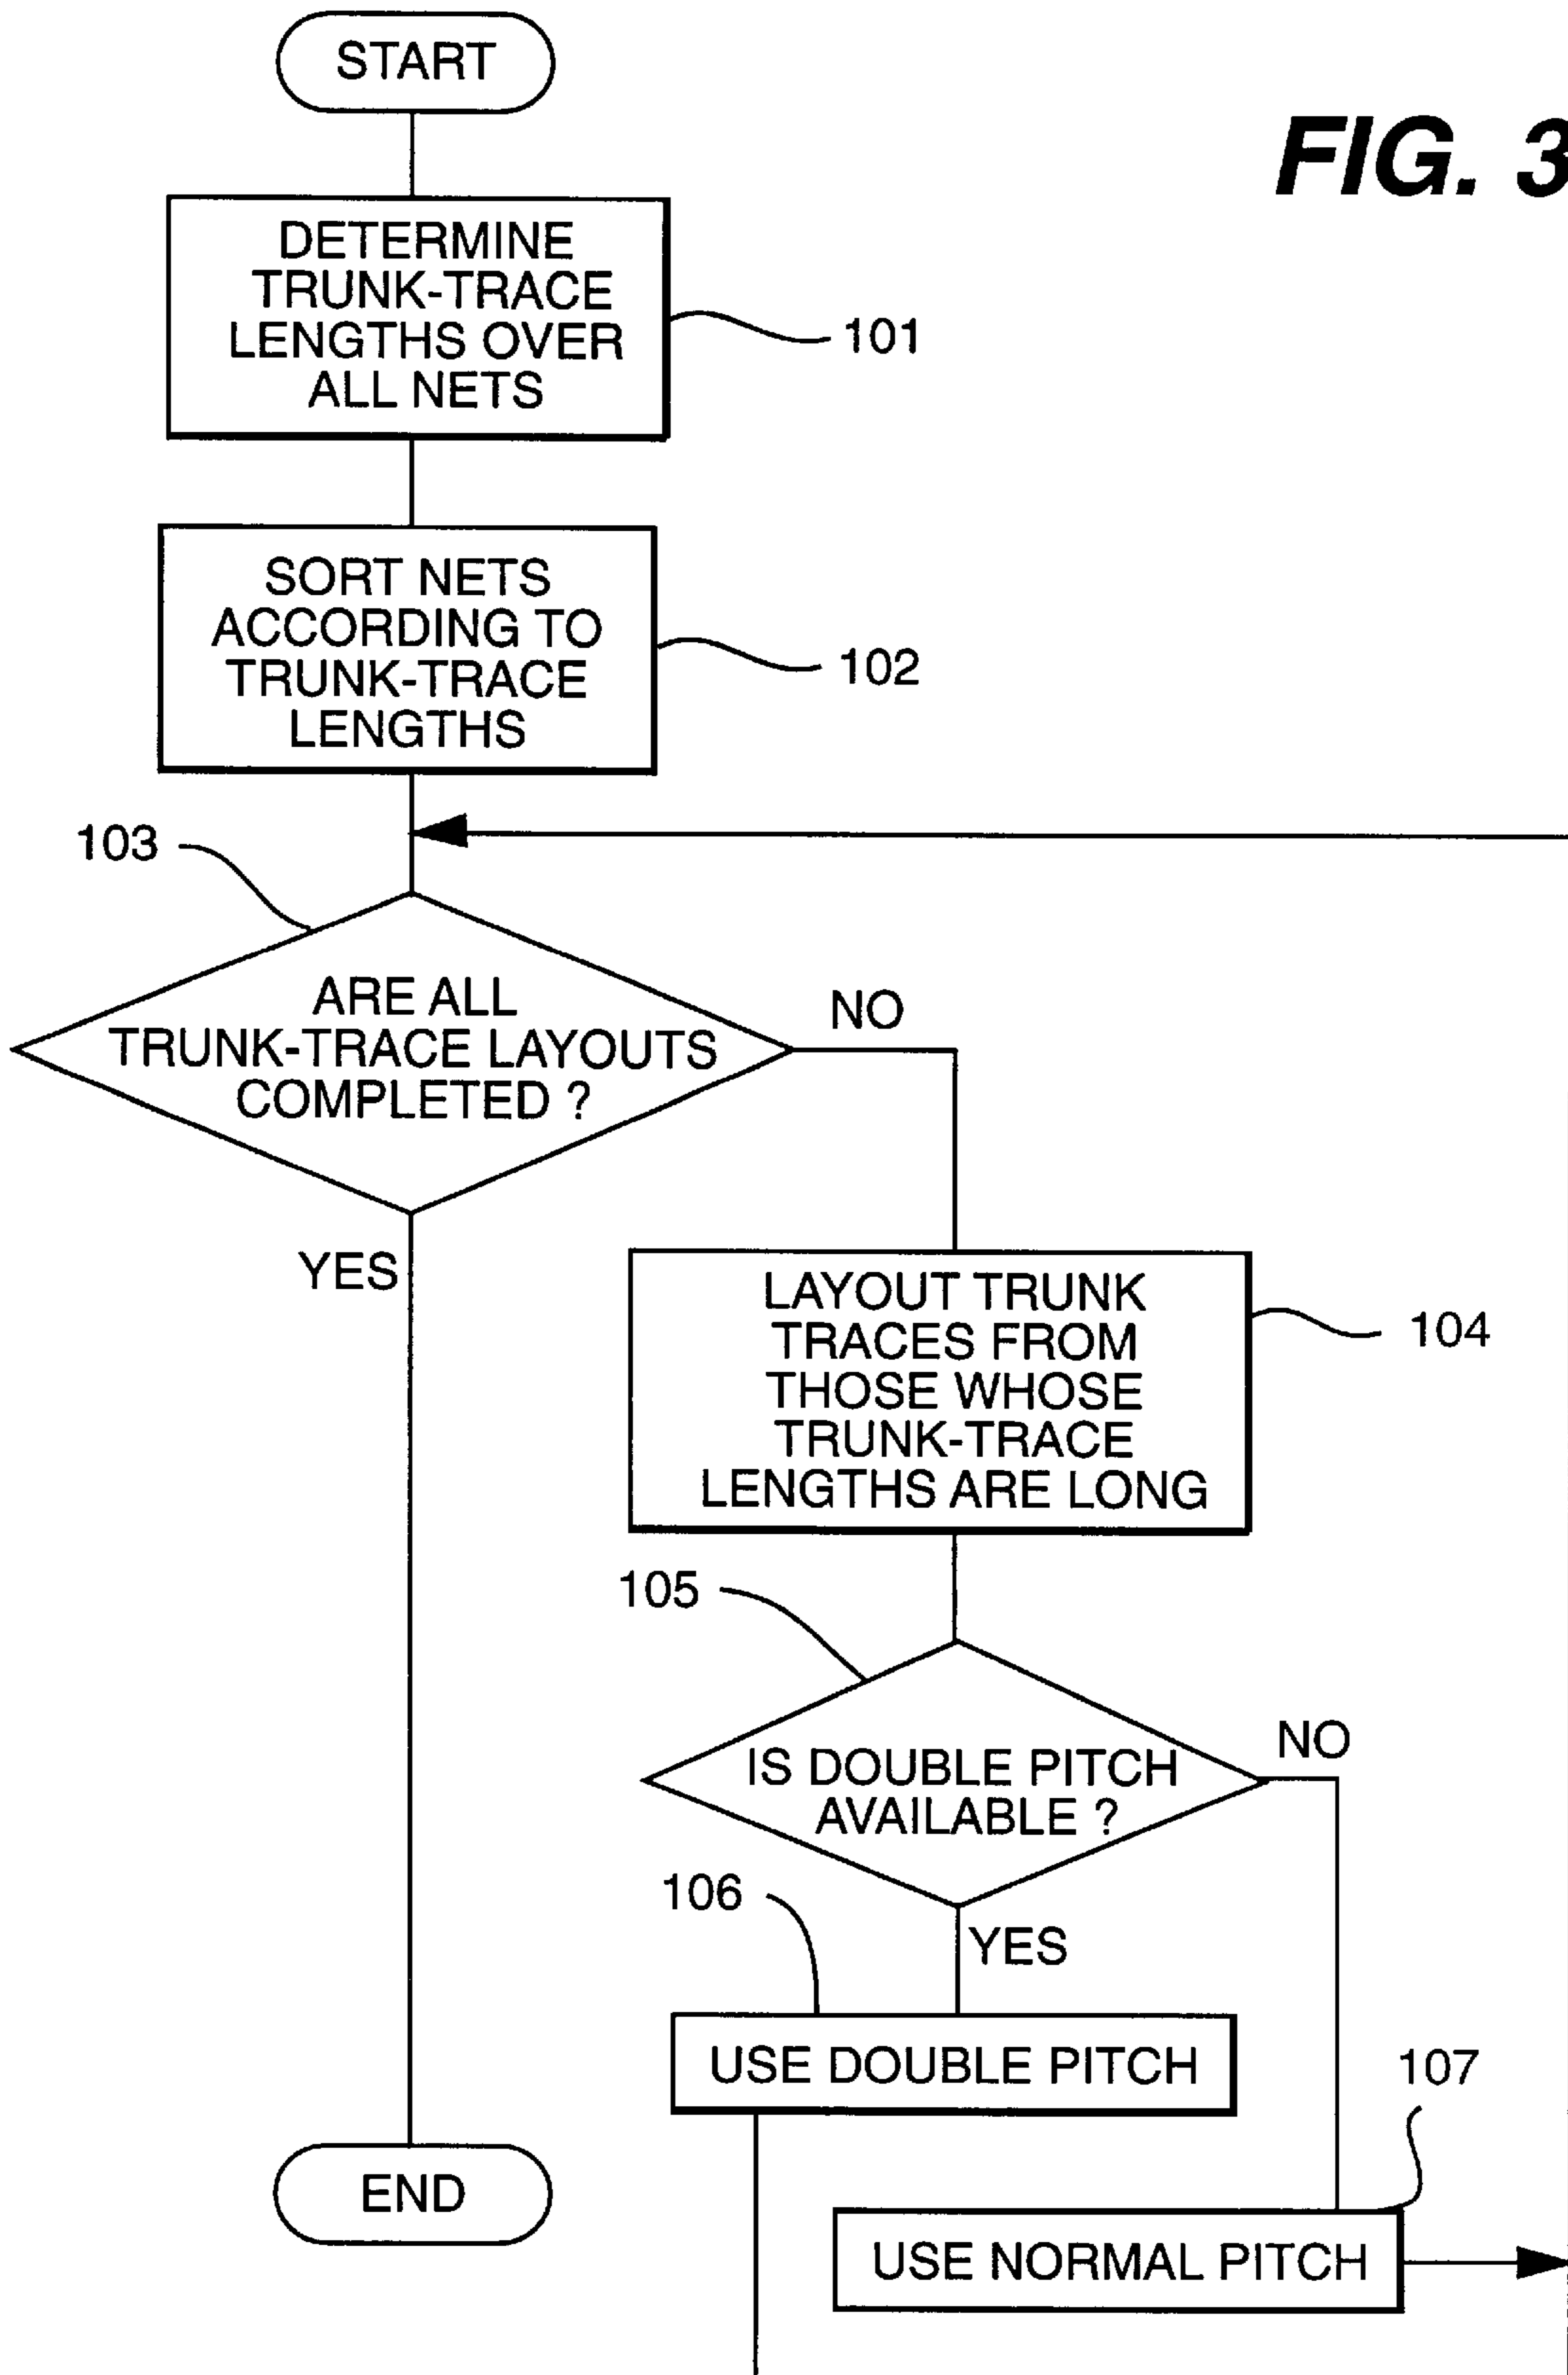 START
FIG. 3
DETERMINE
TRUNK-TRACE
LENGTHS OVER
ALL NETS
101
SORT NETS
ACCORDING TO
TRUNK-TRACE
LENGTHS
102
103
ARE ALL
TRUNK-TRACE LAYOUTS
COMPLETED ?
NO
YES
LAYOUT TRUNK
TRACES FROM
THOSE WHOSE
TRUNK-TRACE
LENGTHS ARE LONG
104
105
IS DOUBLE PITCH
AVAILABLE ?
NO
106
YES
USE DOUBLE PITCH
107
END
USE NORMAL PITCH